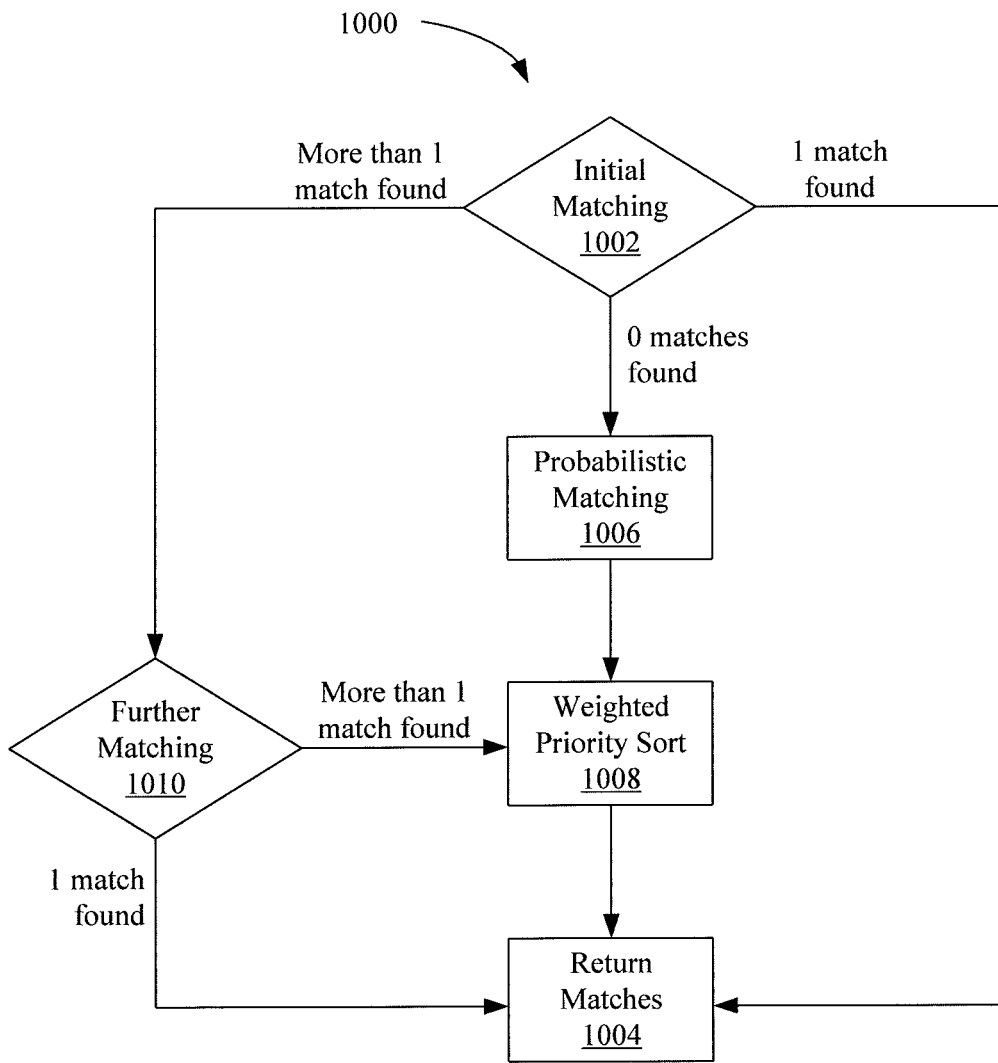 1000
More than 1
match found
Initial
Matching
1002
1 match
found
0 matches
found
Probabilistic
Matching
1006
Further
Matching
1010
More than 1
match found
Weighted
Priority Sort
1008
1 match
found
Return
Matches
1004